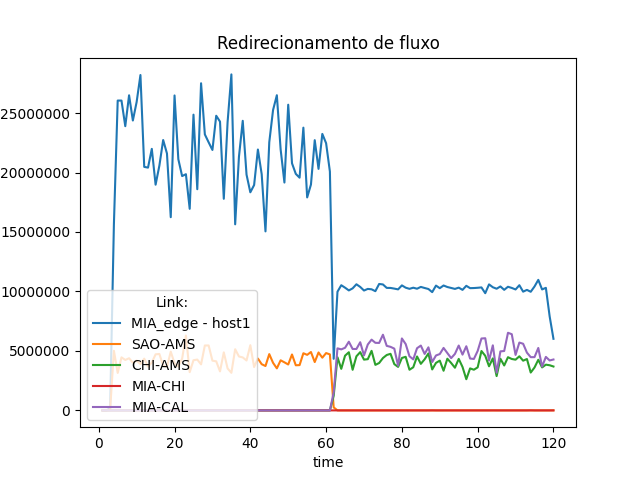 Redirecionamento de fluxo
25000000
20000000
15000000
10000000
5000000
0
Link:
MIA_edge - host1
SAO-AMS
CHI-AMS
MIA-CHI
MIA-CAL
0 20 40 60 80 100 120
time